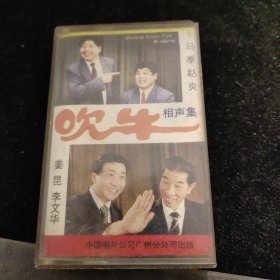 Chinese Cross Talk
Bragging
马季赵炎
吹牛
相声集
姜昆李文华
中国唱片公司广州分公司出版